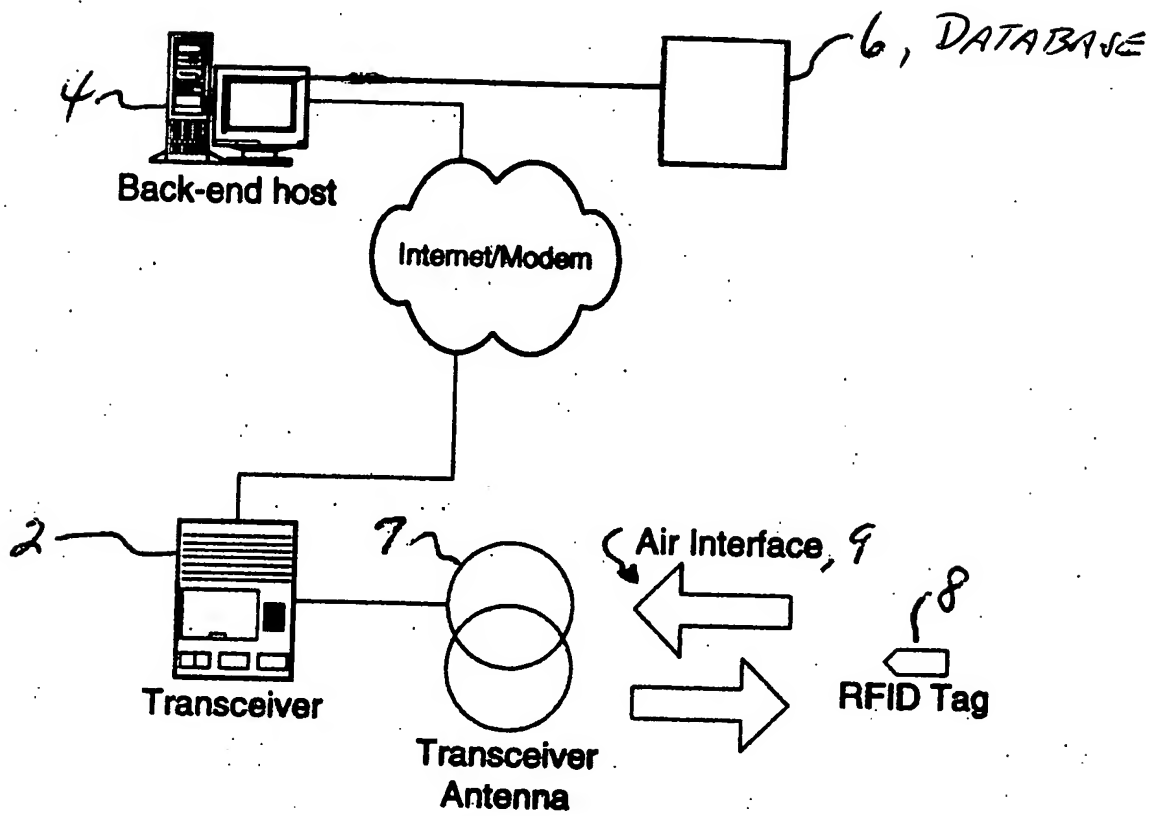 6, DATABASE
4
Back-end host
Internet/Modem
2
7
Air Interface, 9
8
Transceiver
RFID Tag
Transceiver
Antenna